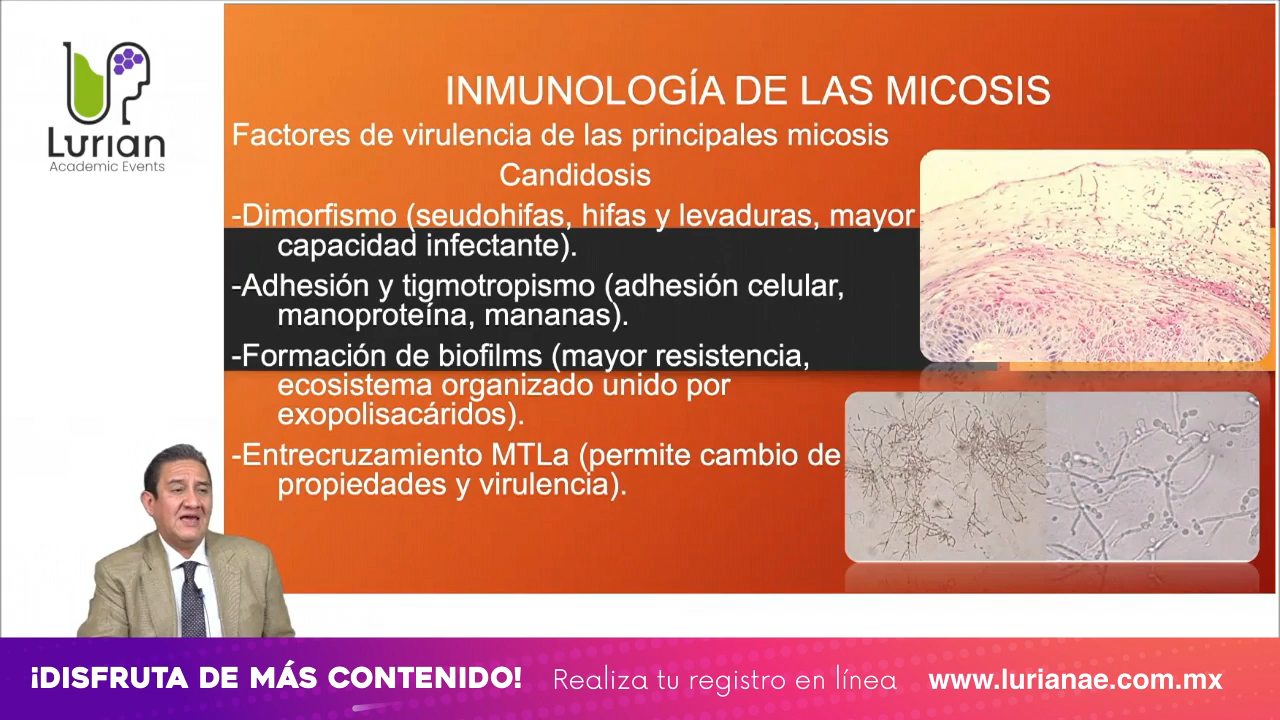 Lurian
Academic Events
INMUNOLOGÍA DE LAS MICOSIS
Factores de virulencia de las principales micosis
Candidosis
-Dimorfismo (seudohifas, hifas y levaduras, mayor
capacidad infectante).
-Adhesión y tigmotropismo (adhesión celular,
manoproteína, mananas).
-Formación de biofilms (mayor resistencia,
ecosistema organizado unido por
exopolisacáridos).
-Entrecruzamiento MTLa (permite cambio de
propiedades y virulencia).
¡DISFRUTA DE MÁS CONTENIDO! Realiza tu registro en línea www.lurianae.com.mx